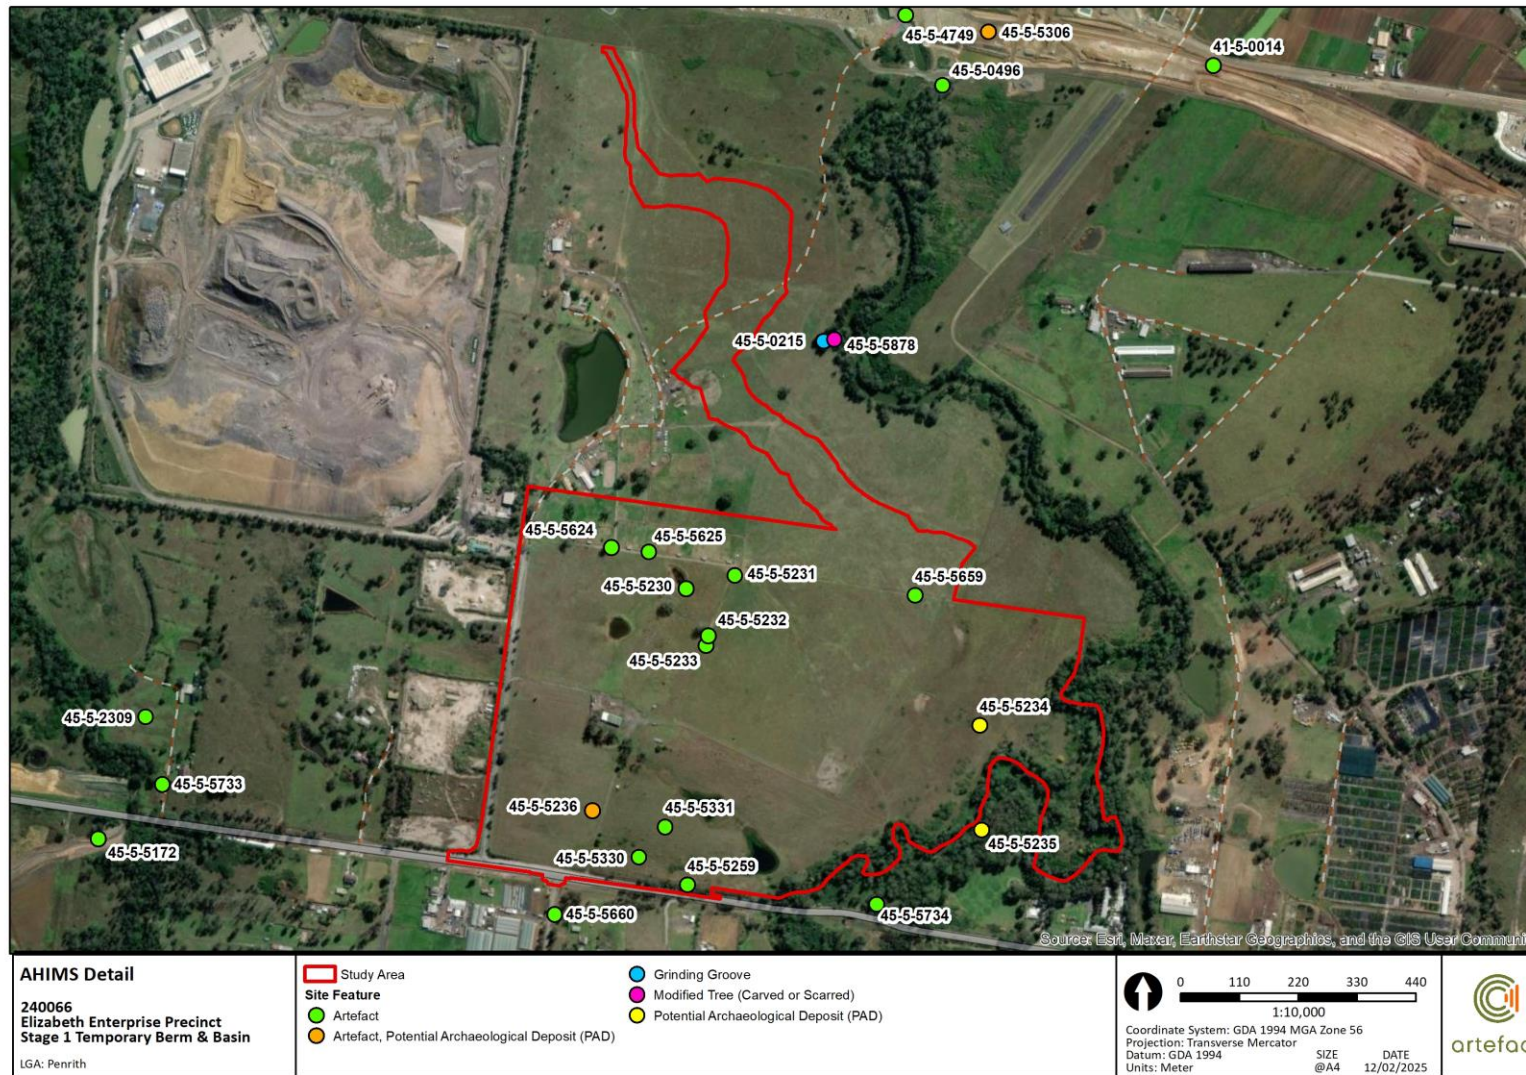 45-5-4749
45-5-5306
41-5-0014
45-5-0496
45-5-0215
45-5-5878
45-5-5624
45-5-5625
45-5-5231
45-5-5230
45-5-5659
45-5-5232
45-5-5233
45-5-5234
45-5-2309
45-5-5733
45-5-5236
45-5-5331
45-5-5172
45-5-5235
45-5-5330
45-5-5259
45-5-5660
45-5-5734
Source: Esri, Maxar, Earthstar Geographics, and the GIS User Communi
AHIMS Detail
240066
Elizabeth Enterprise Precinct
Stage 1 Temporary Berm & Basin
LGA: Penrith
Study Area
Site Feature
Artefact
Artefact, Potential Archaeological Deposit (PAD)
Grinding Groove
Modified Tree (Carved or Scarred)
Potential Archaeological Deposit (PAD)
0 110 220 330 440
1:10,000
Coordinate System: GDA 1994 MGA Zone 56
Projection: Transverse Mercator
Datum: GDA 1994
Units: Meter
SIZE
@A4
DATE
12/02/2025
artefac